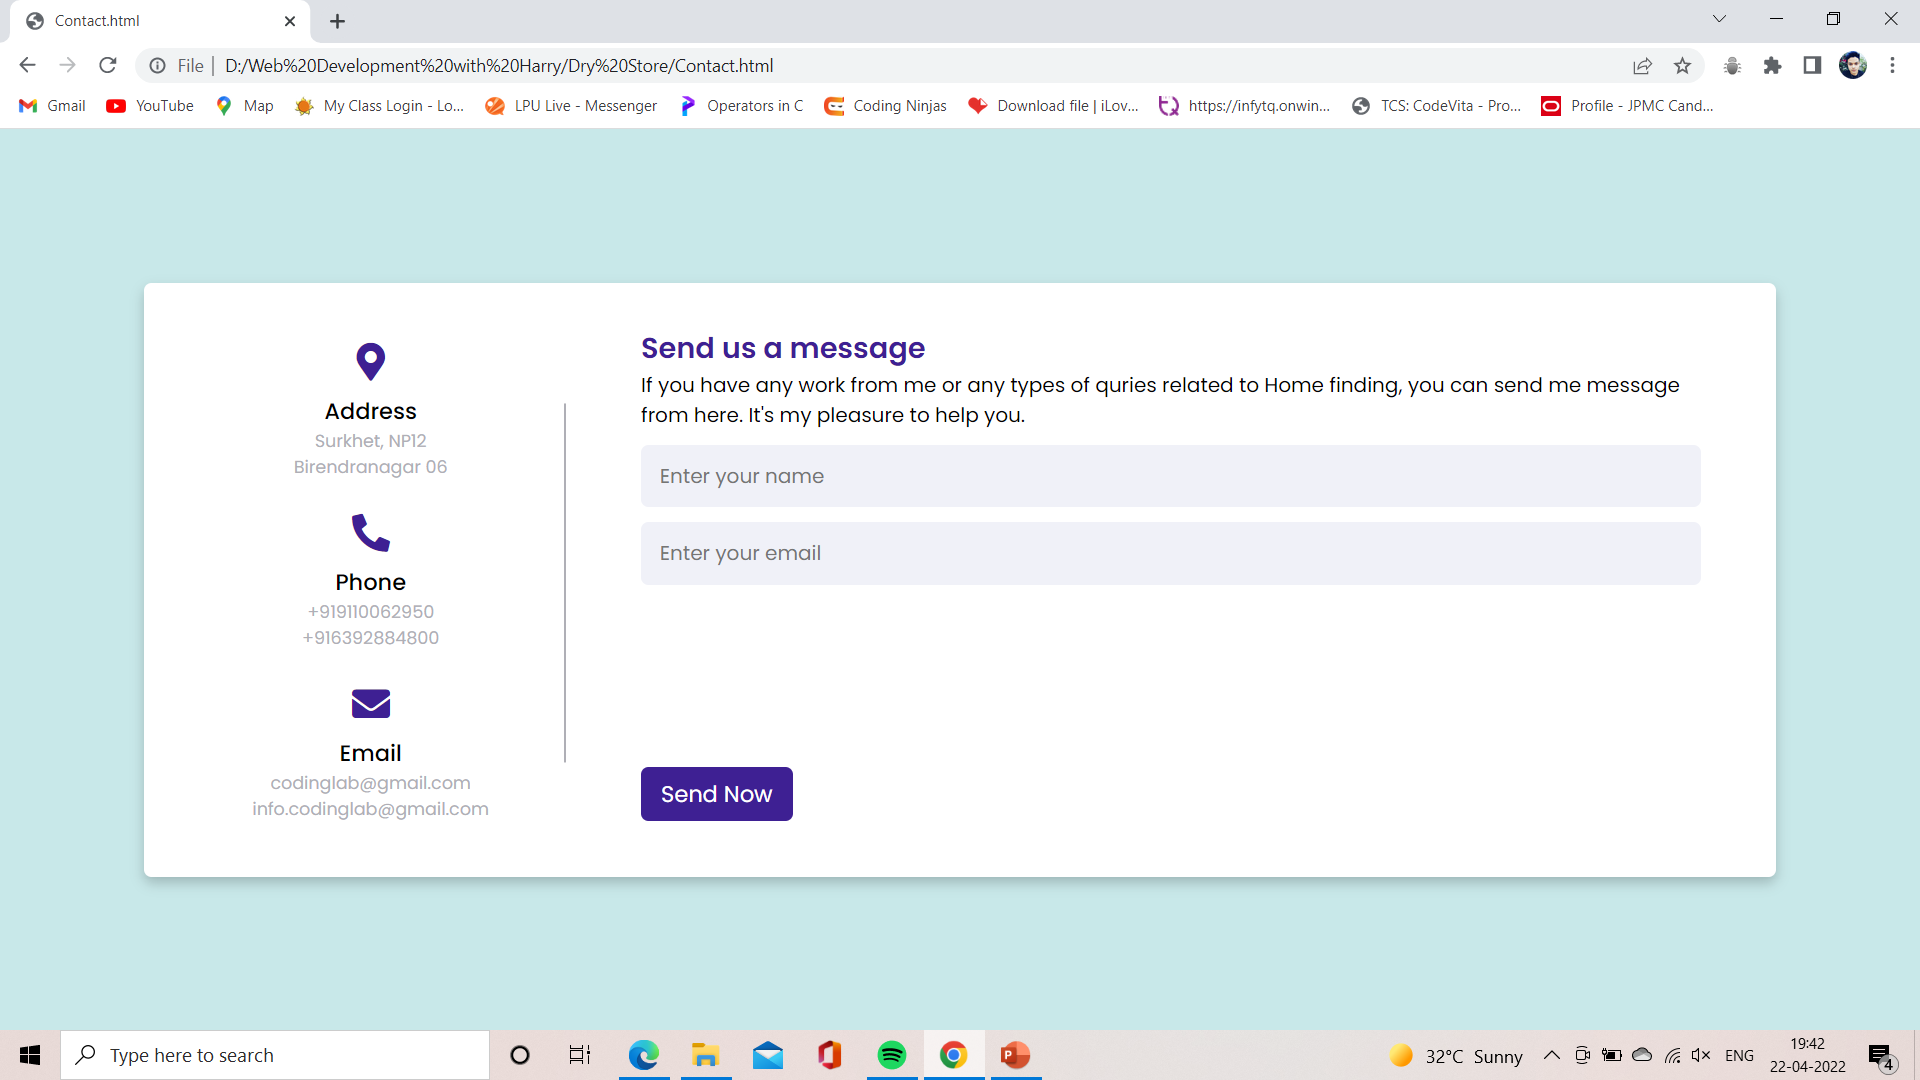 Contact.html
File
D:/Web%20Development%20with%20Harry/Dry%20Store/Contact.html
Gmail
YouTube
Map
My Class Login - Lo...
LPU Live - Messenger
Operators in C
Coding Ninjas
Download file | iLov...
https://infytq.onwin...
TCS: CodeVita - Pro...
Profile - JPMC Cand...
Address
Surkhet, NP12
Birendranagar 06
Phone
+919110062950
+916392884800
Email
codinglab@gmail.com
info.codinglab@gmail.com
Send us a message
If you have any work from me or any types of quries related to Home finding, you can send me message
from here. It's my pleasure to help you.
Enter your name
Enter your email
Send Now
Type here to search
32°C Sunny
ENG
19:42
22-04-2022
4